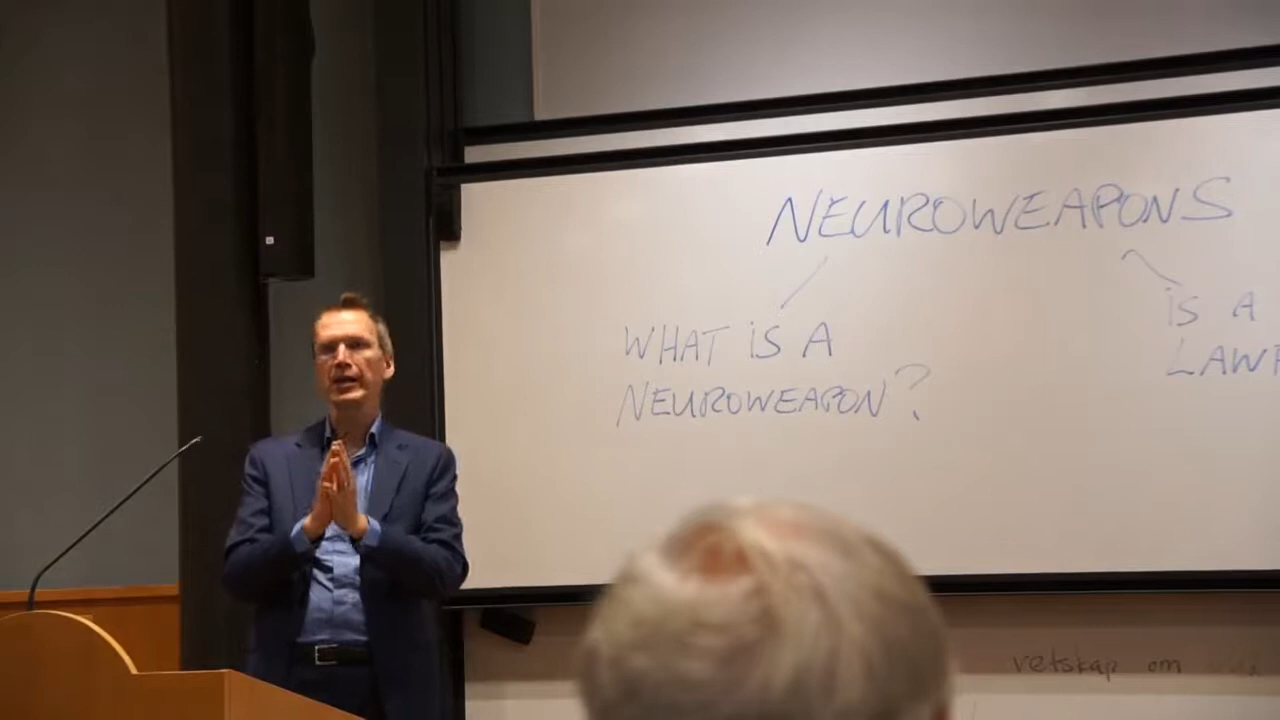 NEUROWEAPONS
WHAT IS A
NEUROWEAPON?
IS A
vetskap om